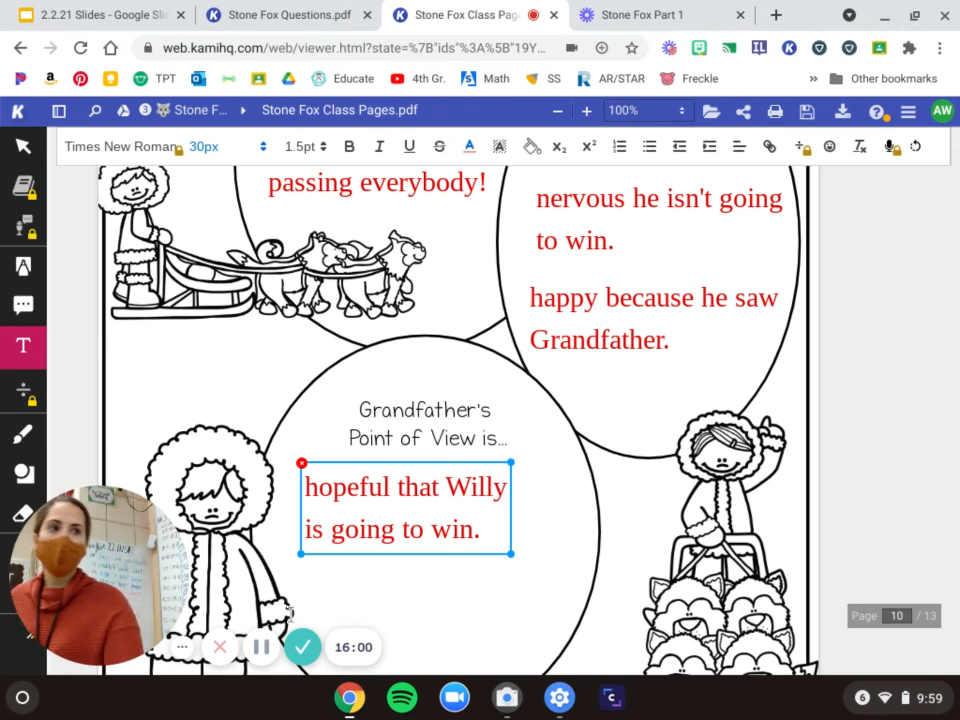 2.2.21 Slides - Google Sli
Stone Fox Questions.pdf
Stone Fox Class Pag
Stone Fox Part 1
web.kamihq.com/web/viewer.html?state=%7B"ids"%3A%5B"19Y...
TPT
Educate
4th Gr.
Math
SS
AR/STAR
Freckle
Other bookmarks
K
3
Stone F...
Stone Fox Class Pages.pdf
100%
AW
Times New Roman
30px
1.5pt
passing everybody!
nervous he isn't going
to win.
happy because he saw
Grandfather.
Grandfather's
Point of View is...
hopeful that Willy
is going to win.
Page 10 / 13
16:00
6
9:59